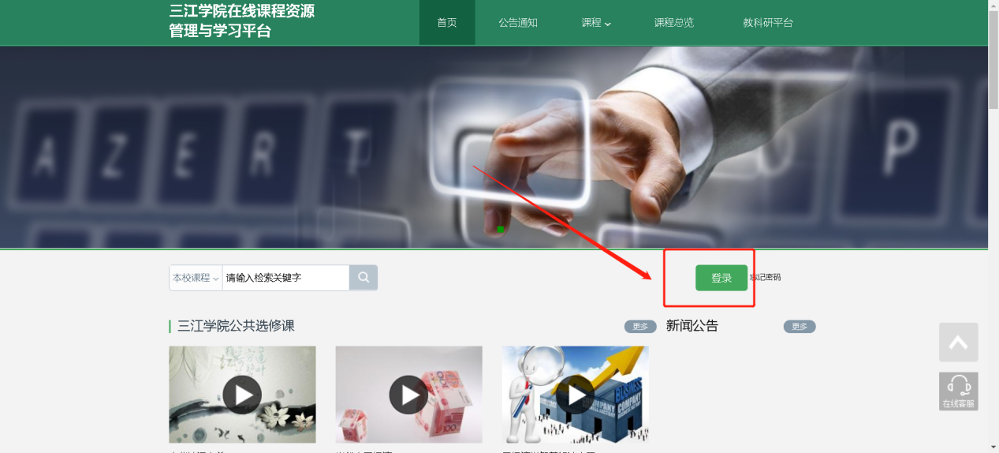 三江学院在线课程资源
管理与学习平台
首页
公告通知
课程
课程总览
教科研平台
A Z E R T P
本校课程
请输入检索关键字
登录
忘记密码
三江学院公共选修课
更多
新闻公告
更多
BUSINESS
COMPANY
COMPANY
在线客服